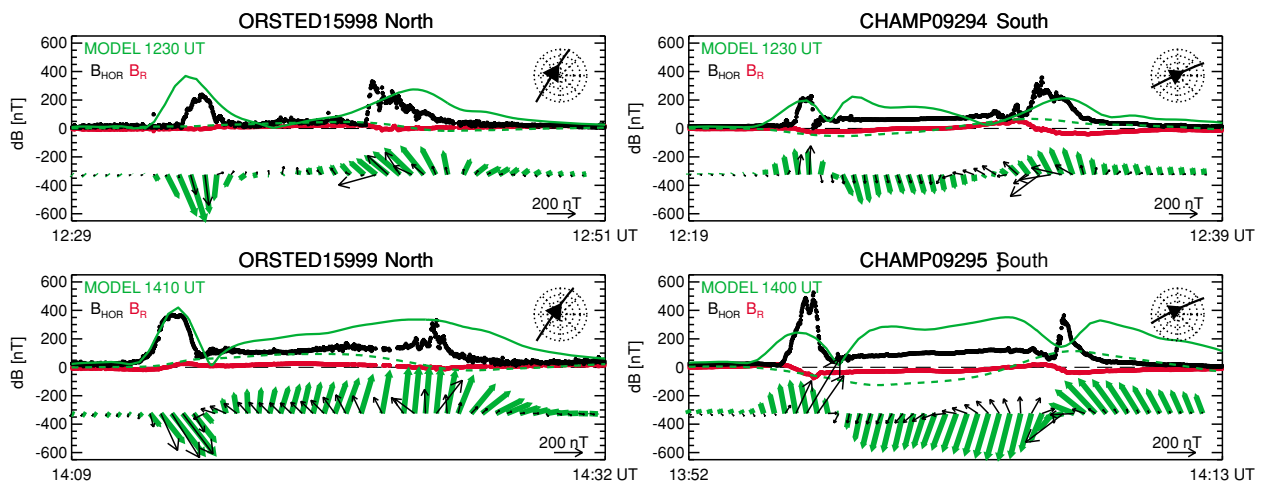 ORSTED15998 North
600
400
200
0
-200
-400
-600
dB [nT]
MODEL 1230 UT
BHOR BR
200 nT
12:29
12:51 UT
CHAMP09294 South
600
400
200
0
-200
-400
-600
dB [nT]
MODEL 1230 UT
BHOR BR
200 nT
12:19
12:39 UT
ORSTED15999 North
600
400
200
0
-200
-400
-600
dB [nT]
MODEL 1410 UT
BHOR BR
200 nT
14:09
14:32 UT
CHAMP09295 South
600
400
200
0
-200
-400
-600
dB [nT]
MODEL 1400 UT
BHOR BR
200 nT
13:52
14:13 UT